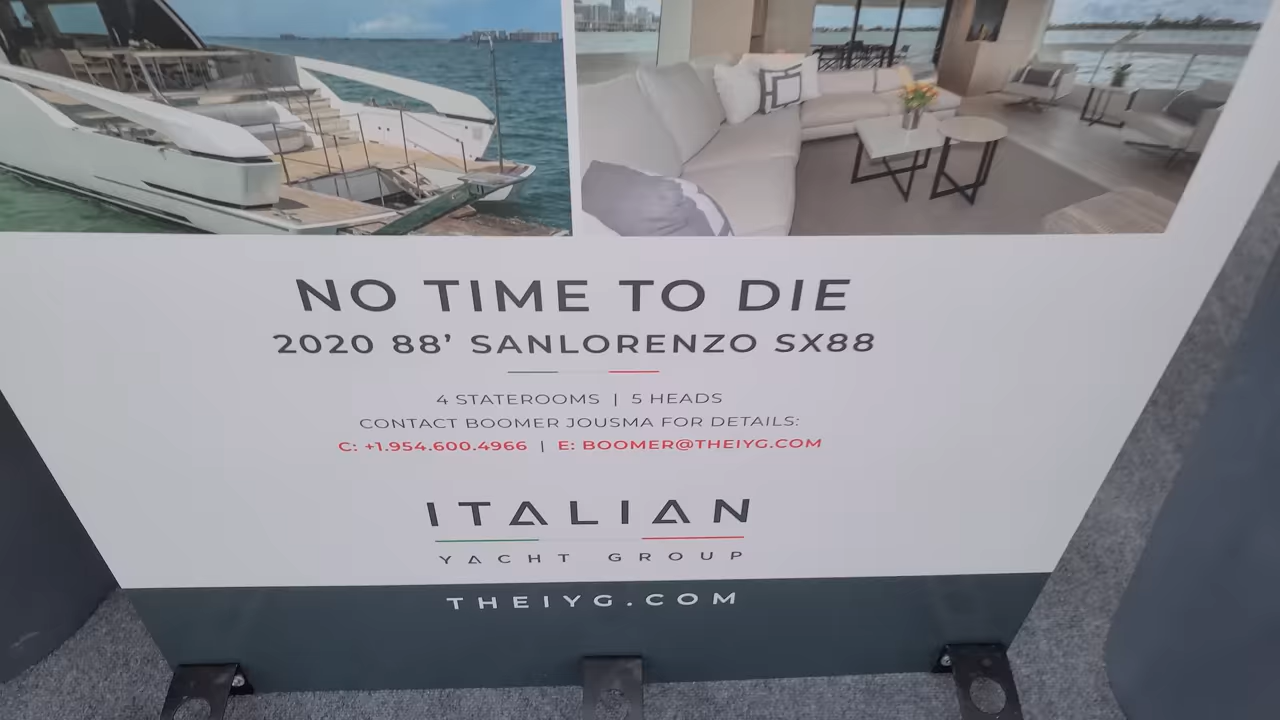 NO TIME TO DIE
2020 88' SANLORENZO SX88
4 STATEROOMS | 5 HEADS
CONTACT BOOMER JOUSMA FOR DETAILS:
C: +1.954.600.4966 | E: BOOMER@THEIYG.COM
ITALIAN
YACHT GROUP
THEIYG.COM